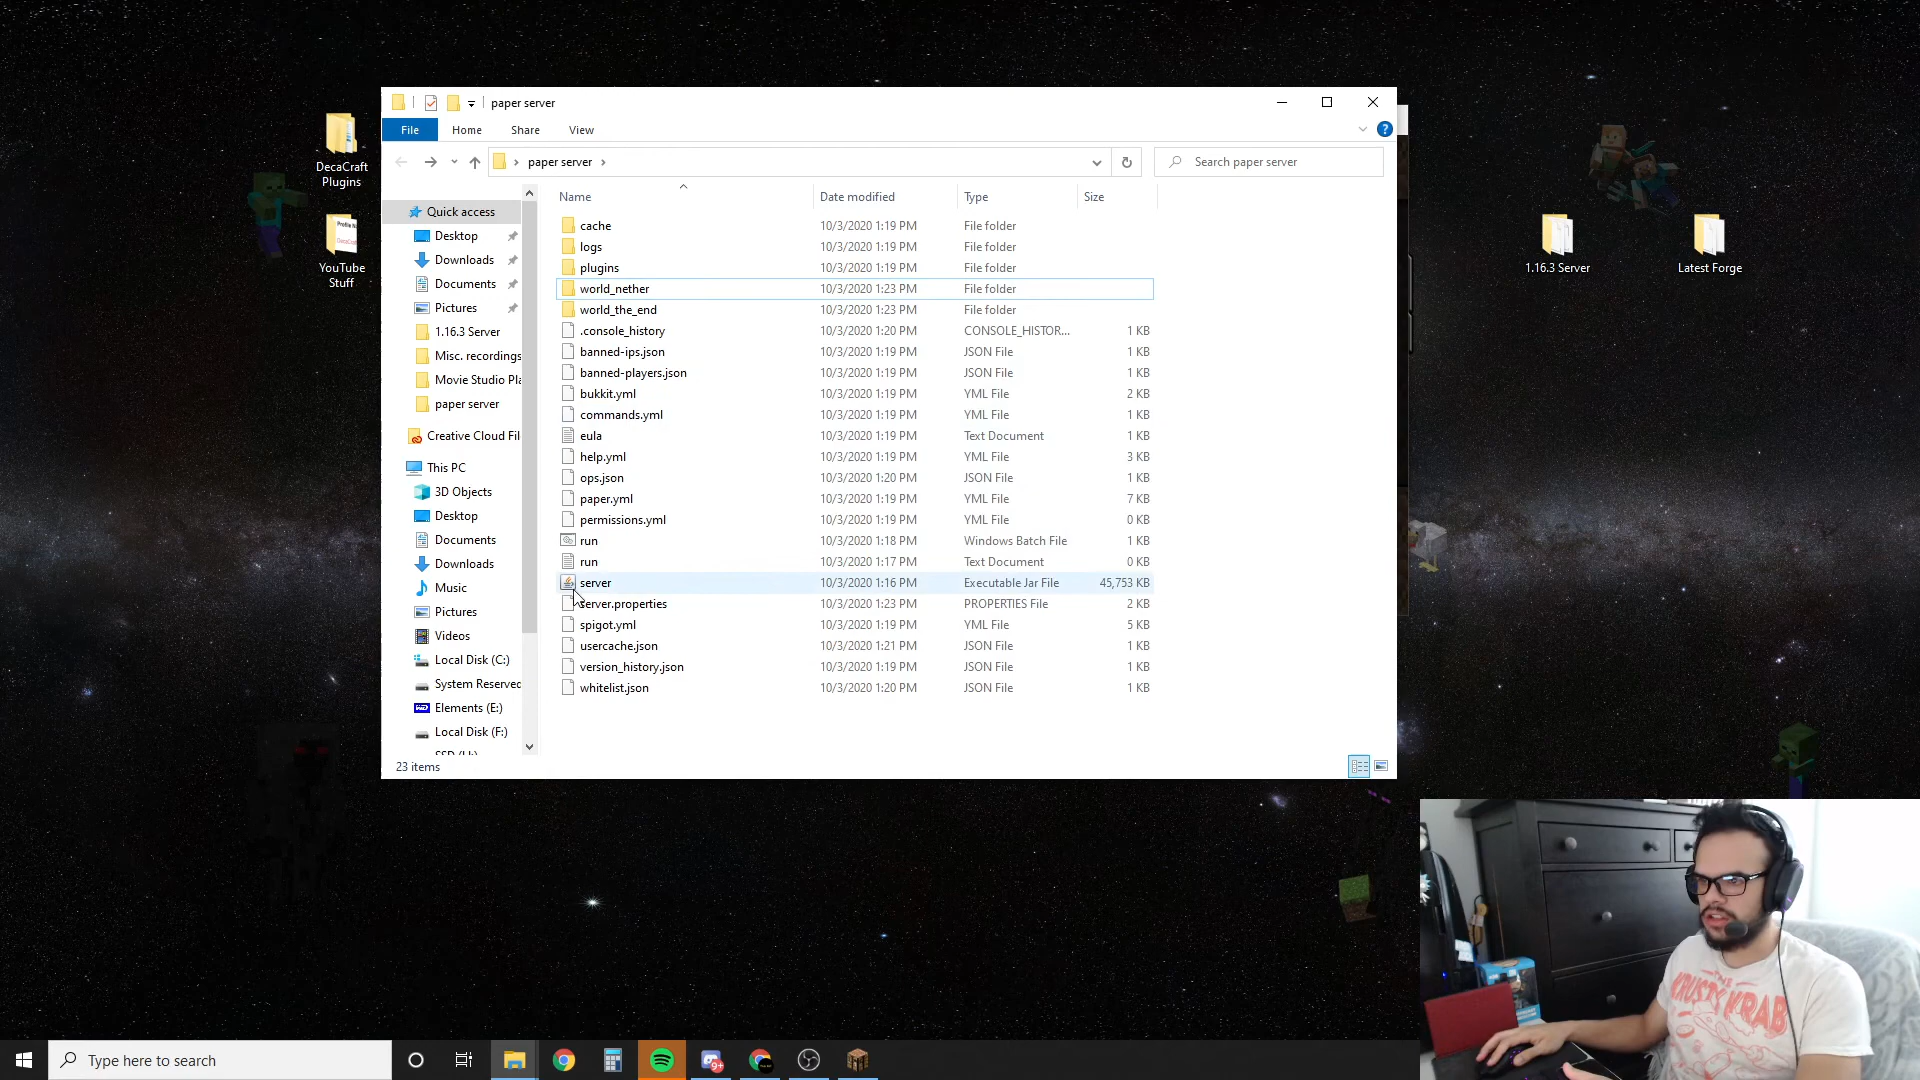 paper server
File
Home
Share
View
paper server
Search paper server
Name
Date modified
Type
Size
Quick access
Desktop
Downloads
Documents
Pictures
1.16.3 Server
Misc. recordings
Movie Studio Pla
paper server
Creative Cloud Fil
This PC
3D Objects
Desktop
Documents
Downloads
Music
Pictures
Videos
Local Disk (C:)
System Reserved
Elements (E:)
Local Disk (F:)
cache 10/3/2020 1:19 PM File folder
logs 10/3/2020 1:19 PM File folder
plugins 10/3/2020 1:19 PM File folder
world_nether 10/3/2020 1:23 PM File folder
world_the_end 10/3/2020 1:23 PM File folder
.console_history 10/3/2020 1:20 PM CONSOLE_HISTOR... 1 KB
banned-ips.json 10/3/2020 1:19 PM JSON File 1 KB
banned-players.json 10/3/2020 1:19 PM JSON File 1 KB
bukkit.yml 10/3/2020 1:19 PM YML File 2 KB
commands.yml 10/3/2020 1:19 PM YML File 1 KB
eula 10/3/2020 1:19 PM Text Document 1 KB
help.yml 10/3/2020 1:19 PM YML File 3 KB
ops.json 10/3/2020 1:20 PM JSON File 1 KB
paper.yml 10/3/2020 1:19 PM YML File 7 KB
permissions.yml 10/3/2020 1:19 PM YML File 0 KB
run 10/3/2020 1:18 PM Windows Batch File 1 KB
run 10/3/2020 1:17 PM Text Document 0 KB
server 10/3/2020 1:16 PM Executable Jar File 45,753 KB
server.properties 10/3/2020 1:23 PM PROPERTIES File 2 KB
spigot.yml 10/3/2020 1:19 PM YML File 5 KB
usercache.json 10/3/2020 1:21 PM JSON File 1 KB
version_history.json 10/3/2020 1:19 PM JSON File 1 KB
whitelist.json 10/3/2020 1:20 PM JSON File 1 KB
23 items
DecaCraft
Plugins
YouTube
Stuff
1.16.3 Server
Latest Forge
THE
KRUSTY KRAB
Type here to search
9+